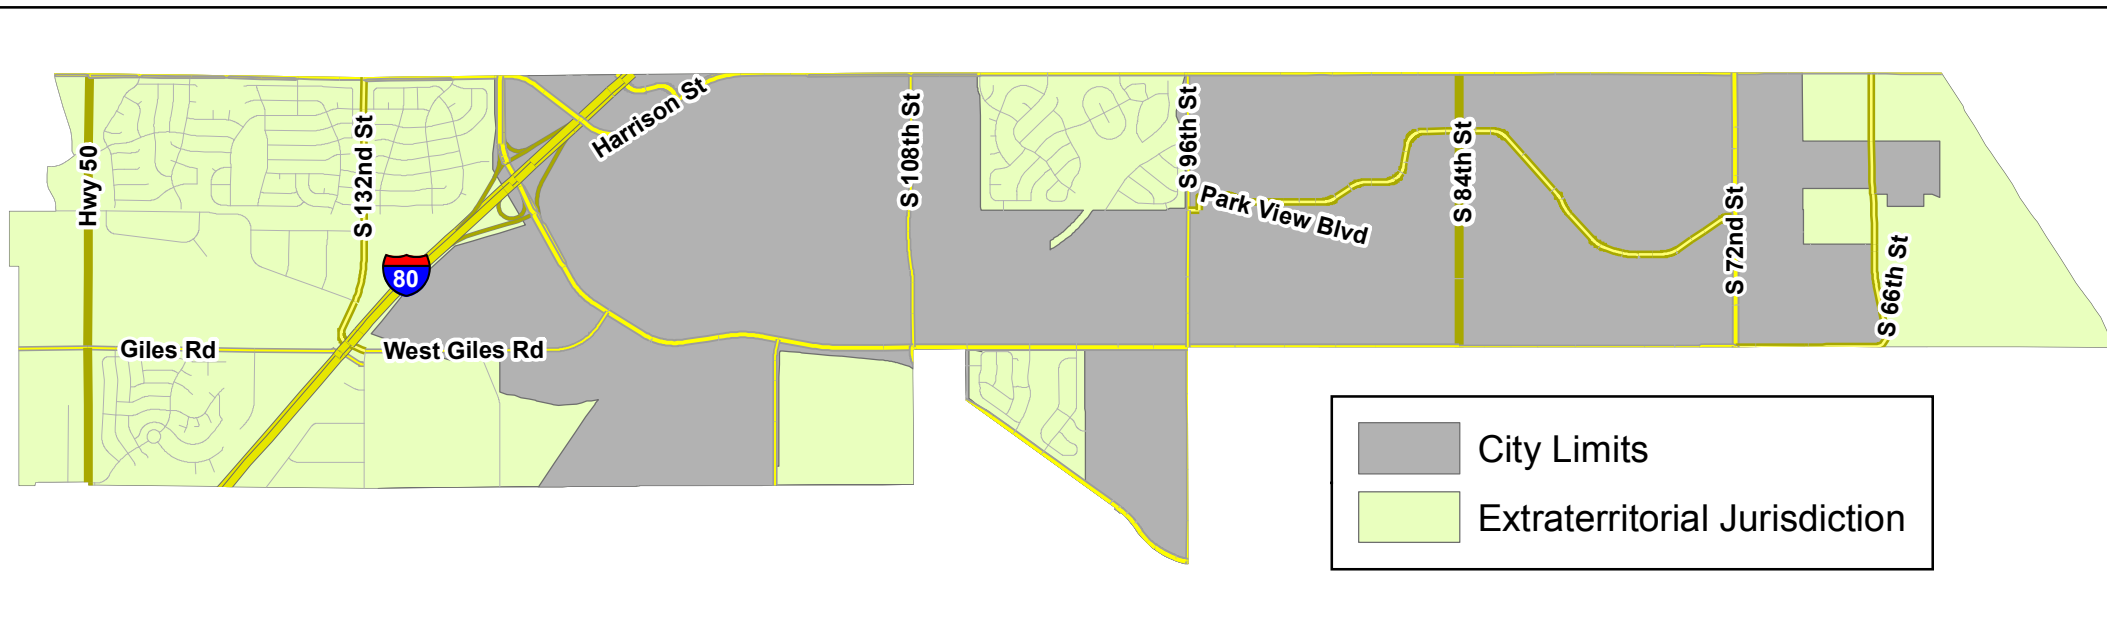 Hwy 50
S 132nd St
Harrison St
S 108th St
S 96th St
Park View Blvd
S 84th St
S 72nd St
S 66th St
80
Giles Rd
West Giles Rd
City Limits
Extraterritorial Jurisdiction